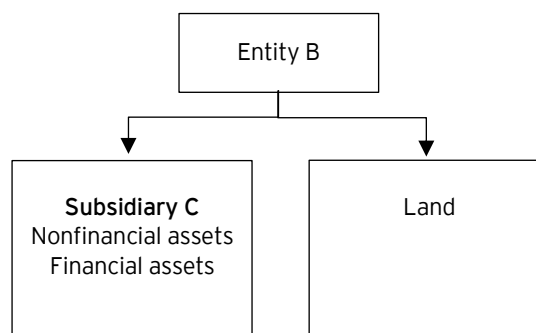 Entity B
Subsidiary C
Nonfinancial assets
Financial assets
Land